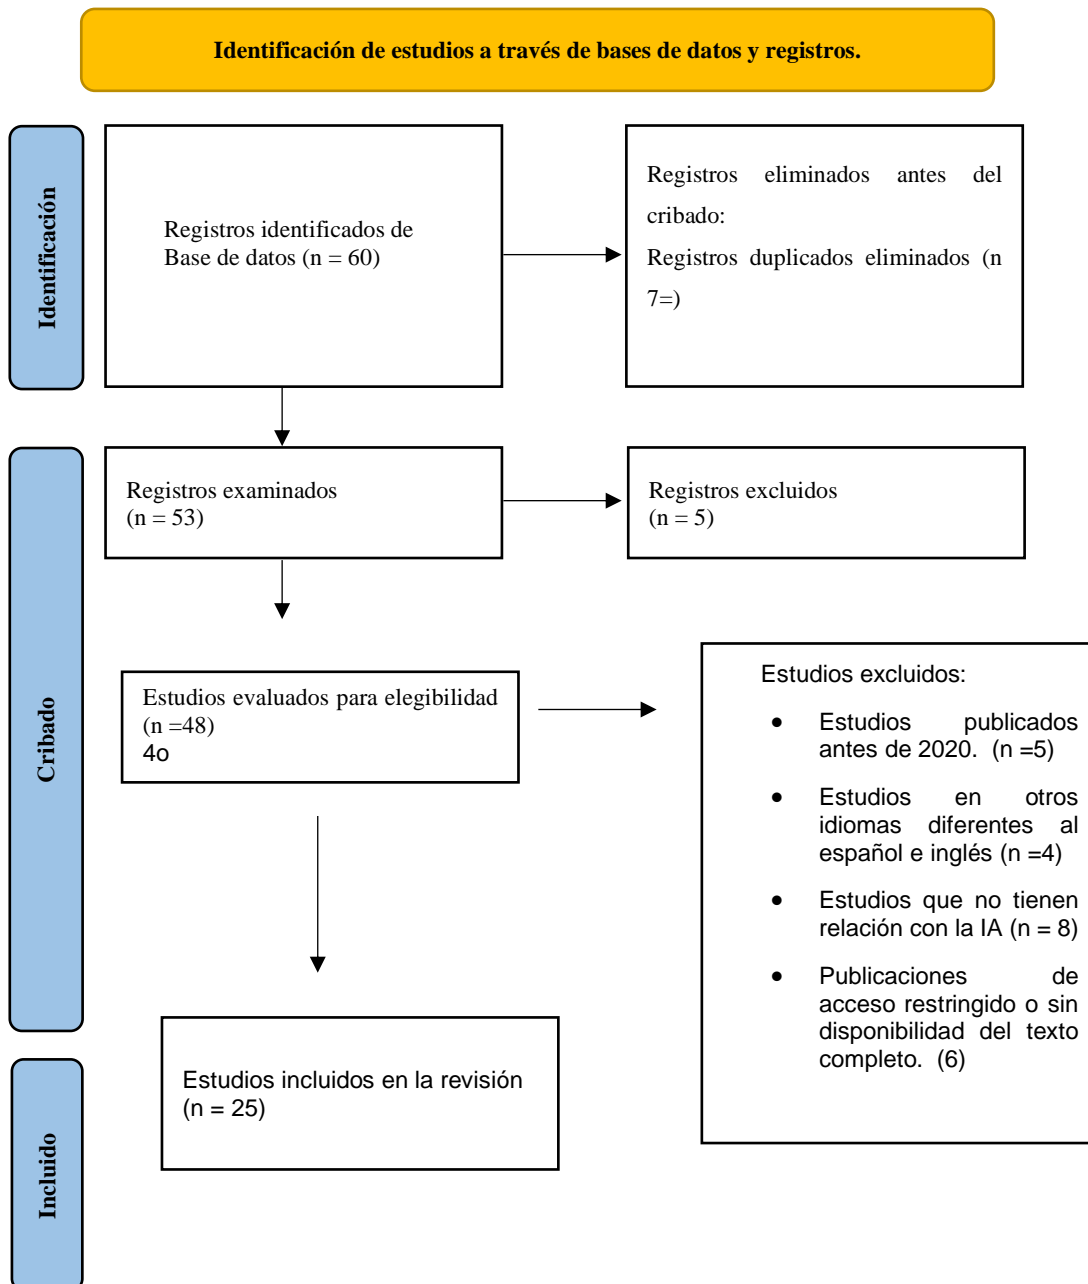 Identificación de estudios a través de bases de datos y registros.
Identificación
Registros identificados de
Base de datos (n = 60)
Registros eliminados antes del
cribado:
Registros duplicados eliminados (n
7=)
Cribado
Registros examinados
(n = 53)
Registros excluidos
(n = 5)
Estudios evaluados para elegibilidad
(n =48)
4o
Estudios excluidos:
• Estudios publicados
antes de 2020. (n =5)
• Estudios en otros
idiomas diferentes al
español e inglés (n =4)
• Estudios que no tienen
relación con la IA (n = 8)
• Publicaciones de
acceso restringido o sin
disponibilidad del texto
completo. (6)
Incluido
Estudios incluidos en la revisión
(n = 25)